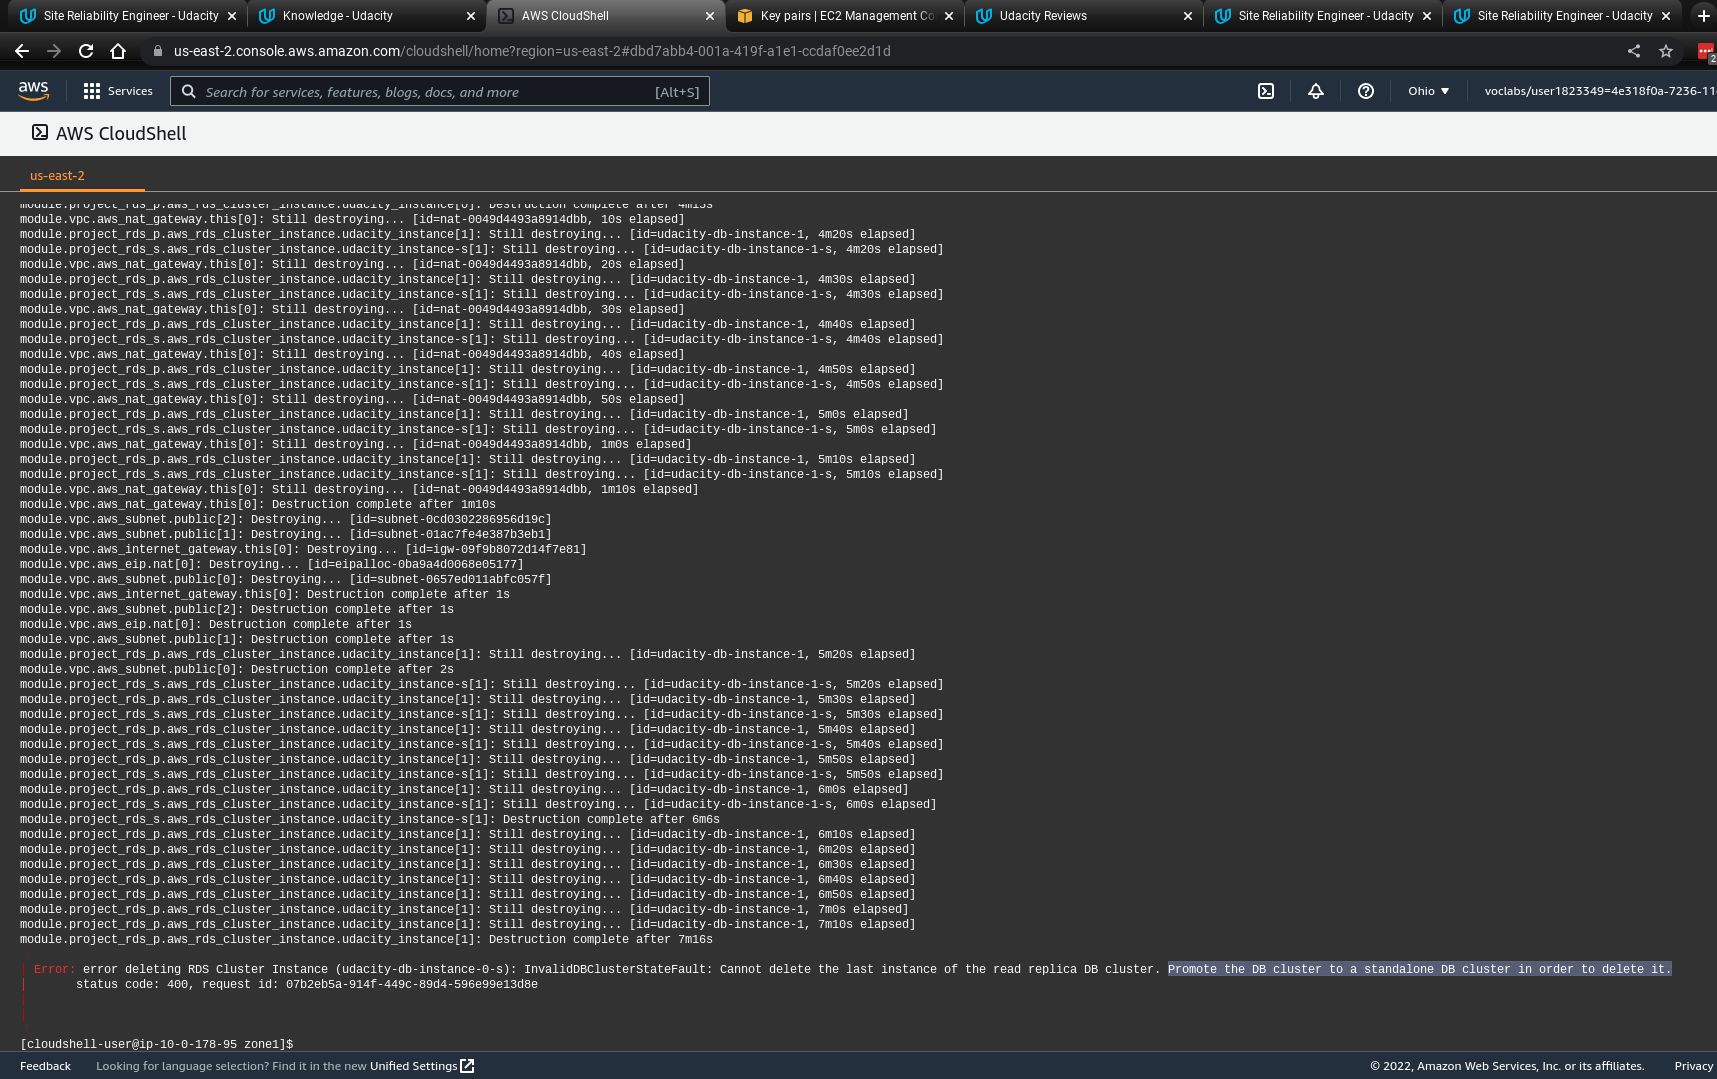 Site Reliability Engineer - Udacity
Knowledge - Udacity
AWS CloudShell
Key pairs | EC2 Management Co
Udacity Reviews
Site Reliability Engineer - Udacity
Site Reliability Engineer - Udacity
us-east-2.console.aws.amazon.com/cloudshell/home?region=us-east-2#dbd7abb4-001a-419f-a1e1-ccdaf0ee2d1d
2
aws
Services
Search for services, features, blogs, docs, and more
[Alt+S]
Ohio
voclabs/user1823349=4e318f0a-7236-11
AWS CloudShell
us-east-2
module.project_rds_p.aws_rds_cluster_instance.udacity_instance[0]: Destruction complete after 4m13s
module.vpc.aws_nat_gateway.this[0]: Still destroying... [id=nat-0049d4493a8914dbb, 10s elapsed]
module.project_rds_p.aws_rds_cluster_instance.udacity_instance[1]: Still destroying... [id=udacity-db-instance-1, 4m20s elapsed]
module.project_rds_s.aws_rds_cluster_instance.udacity_instance-s[1]: Still destroying... [id=udacity-db-instance-1-s, 4m20s elapsed]
module.vpc.aws_nat_gateway.this[0]: Still destroying... [id=nat-0049d4493a8914dbb, 20s elapsed]
module.project_rds_p.aws_rds_cluster_instance.udacity_instance[1]: Still destroying... [id=udacity-db-instance-1, 4m30s elapsed]
module.project_rds_s.aws_rds_cluster_instance.udacity_instance-s[1]: Still destroying... [id=udacity-db-instance-1-s, 4m30s elapsed]
module.vpc.aws_nat_gateway.this[0]: Still destroying... [id=nat-0049d4493a8914dbb, 30s elapsed]
module.project_rds_p.aws_rds_cluster_instance.udacity_instance[1]: Still destroying... [id=udacity-db-instance-1, 4m40s elapsed]
module.project_rds_s.aws_rds_cluster_instance.udacity_instance-s[1]: Still destroying... [id=udacity-db-instance-1-s, 4m40s elapsed]
module.vpc.aws_nat_gateway.this[0]: Still destroying... [id=nat-0049d4493a8914dbb, 40s elapsed]
module.project_rds_p.aws_rds_cluster_instance.udacity_instance[1]: Still destroying... [id=udacity-db-instance-1, 4m50s elapsed]
module.project_rds_s.aws_rds_cluster_instance.udacity_instance-s[1]: Still destroying... [id=udacity-db-instance-1-s, 4m50s elapsed]
module.vpc.aws_nat_gateway.this[0]: Still destroying... [id=nat-0049d4493a8914dbb, 50s elapsed]
module.project_rds_p.aws_rds_cluster_instance.udacity_instance[1]: Still destroying... [id=udacity-db-instance-1, 5m0s elapsed]
module.project_rds_s.aws_rds_cluster_instance.udacity_instance-s[1]: Still destroying... [id=udacity-db-instance-1-s, 5m0s elapsed]
module.vpc.aws_nat_gateway.this[0]: Still destroying... [id=nat-0049d4493a8914dbb, 1m0s elapsed]
module.project_rds_p.aws_rds_cluster_instance.udacity_instance[1]: Still destroying... [id=udacity-db-instance-1, 5m10s elapsed]
module.project_rds_s.aws_rds_cluster_instance.udacity_instance-s[1]: Still destroying... [id=udacity-db-instance-1-s, 5m10s elapsed]
module.vpc.aws_nat_gateway.this[0]: Still destroying... [id=nat-0049d4493a8914dbb, 1m10s elapsed]
module.vpc.aws_nat_gateway.this[0]: Destruction complete after 1m10s
module.vpc.aws_subnet.public[2]: Destroying... [id=subnet-0cd0302286956d19c]
module.vpc.aws_subnet.public[1]: Destroying... [id=subnet-01ac7fe4e387b3eb1]
module.vpc.aws_internet_gateway.this[0]: Destroying... [id=igw-09f9b8072d14f7e81]
module.vpc.aws_eip.nat[0]: Destroying... [id=eipalloc-0ba9a4d0068e05177]
module.vpc.aws_subnet.public[0]: Destroying... [id=subnet-0657ed011abfc057f]
module.vpc.aws_internet_gateway.this[0]: Destruction complete after 1s
module.vpc.aws_subnet.public[2]: Destruction complete after 1s
module.vpc.aws_eip.nat[0]: Destruction complete after 1s
module.vpc.aws_subnet.public[1]: Destruction complete after 1s
module.project_rds_p.aws_rds_cluster_instance.udacity_instance[1]: Still destroying... [id=udacity-db-instance-1, 5m20s elapsed]
module.vpc.aws_subnet.public[0]: Destruction complete after 2s
module.project_rds_s.aws_rds_cluster_instance.udacity_instance-s[1]: Still destroying... [id=udacity-db-instance-1-s, 5m20s elapsed]
module.project_rds_p.aws_rds_cluster_instance.udacity_instance[1]: Still destroying... [id=udacity-db-instance-1, 5m30s elapsed]
module.project_rds_s.aws_rds_cluster_instance.udacity_instance-s[1]: Still destroying... [id=udacity-db-instance-1-s, 5m30s elapsed]
module.project_rds_p.aws_rds_cluster_instance.udacity_instance[1]: Still destroying... [id=udacity-db-instance-1, 5m40s elapsed]
module.project_rds_s.aws_rds_cluster_instance.udacity_instance-s[1]: Still destroying... [id=udacity-db-instance-1-s, 5m40s elapsed]
module.project_rds_p.aws_rds_cluster_instance.udacity_instance[1]: Still destroying... [id=udacity-db-instance-1, 5m50s elapsed]
module.project_rds_s.aws_rds_cluster_instance.udacity_instance-s[1]: Still destroying... [id=udacity-db-instance-1-s, 5m50s elapsed]
module.project_rds_p.aws_rds_cluster_instance.udacity_instance[1]: Still destroying... [id=udacity-db-instance-1, 6m0s elapsed]
module.project_rds_s.aws_rds_cluster_instance.udacity_instance-s[1]: Still destroying... [id=udacity-db-instance-1-s, 6m0s elapsed]
module.project_rds_s.aws_rds_cluster_instance.udacity_instance-s[1]: Destruction complete after 6m6s
module.project_rds_p.aws_rds_cluster_instance.udacity_instance[1]: Still destroying... [id=udacity-db-instance-1, 6m10s elapsed]
module.project_rds_p.aws_rds_cluster_instance.udacity_instance[1]: Still destroying... [id=udacity-db-instance-1, 6m20s elapsed]
module.project_rds_p.aws_rds_cluster_instance.udacity_instance[1]: Still destroying... [id=udacity-db-instance-1, 6m30s elapsed]
module.project_rds_p.aws_rds_cluster_instance.udacity_instance[1]: Still destroying... [id=udacity-db-instance-1, 6m40s elapsed]
module.project_rds_p.aws_rds_cluster_instance.udacity_instance[1]: Still destroying... [id=udacity-db-instance-1, 6m50s elapsed]
module.project_rds_p.aws_rds_cluster_instance.udacity_instance[1]: Still destroying... [id=udacity-db-instance-1, 7m0s elapsed]
module.project_rds_p.aws_rds_cluster_instance.udacity_instance[1]: Still destroying... [id=udacity-db-instance-1, 7m10s elapsed]
module.project_rds_p.aws_rds_cluster_instance.udacity_instance[1]: Destruction complete after 7m16s
Error: error deleting RDS Cluster Instance (udacity-db-instance-0-s): InvalidDBClusterStateFault: Cannot delete the last instance of the read replica DB cluster. Promote the DB cluster to a standalone DB cluster in order to delete it.
status code: 400, request id: 07b2eb5a-914f-449c-89d4-596e99e13d8e
[cloudshell-user@ip-10-0-178-95 zone1]$
Feedback
Looking for language selection? Find it in the new Unified Settings
© 2022, Amazon Web Services, Inc. or its affiliates.
Privacy